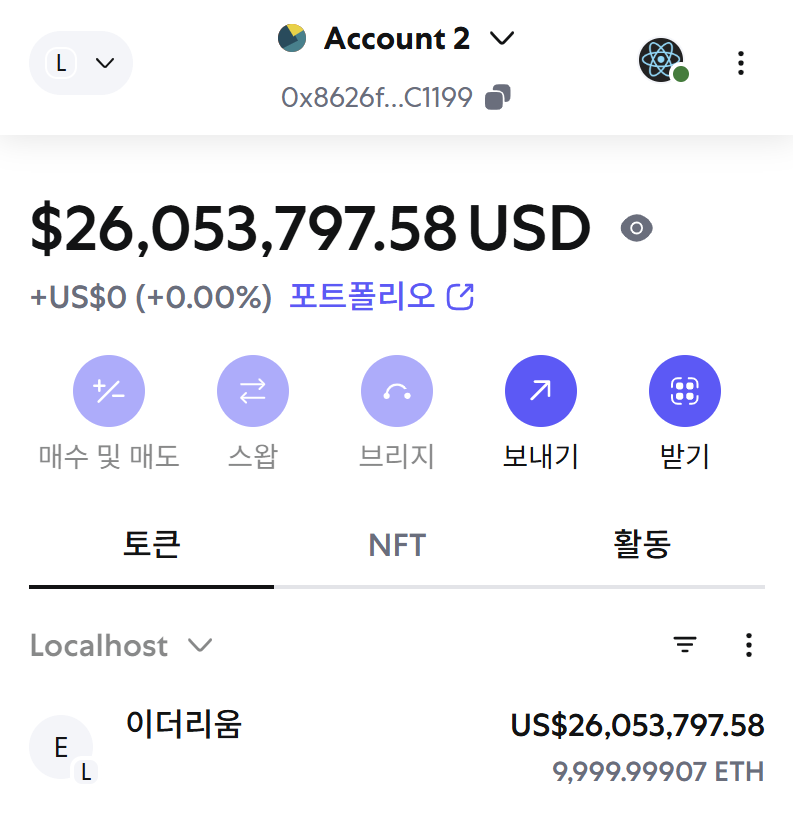 L
Account 2
0x8626f...C1199
$26,053,797.58 USD
+US$0 (+0.00%) 포트폴리오
매수 및 매도 스왑 브리지 보내기 받기
토큰 NFT 활동
Localhost
E L 이더리움 US$26,053,797.58
9,999.99907 ETH